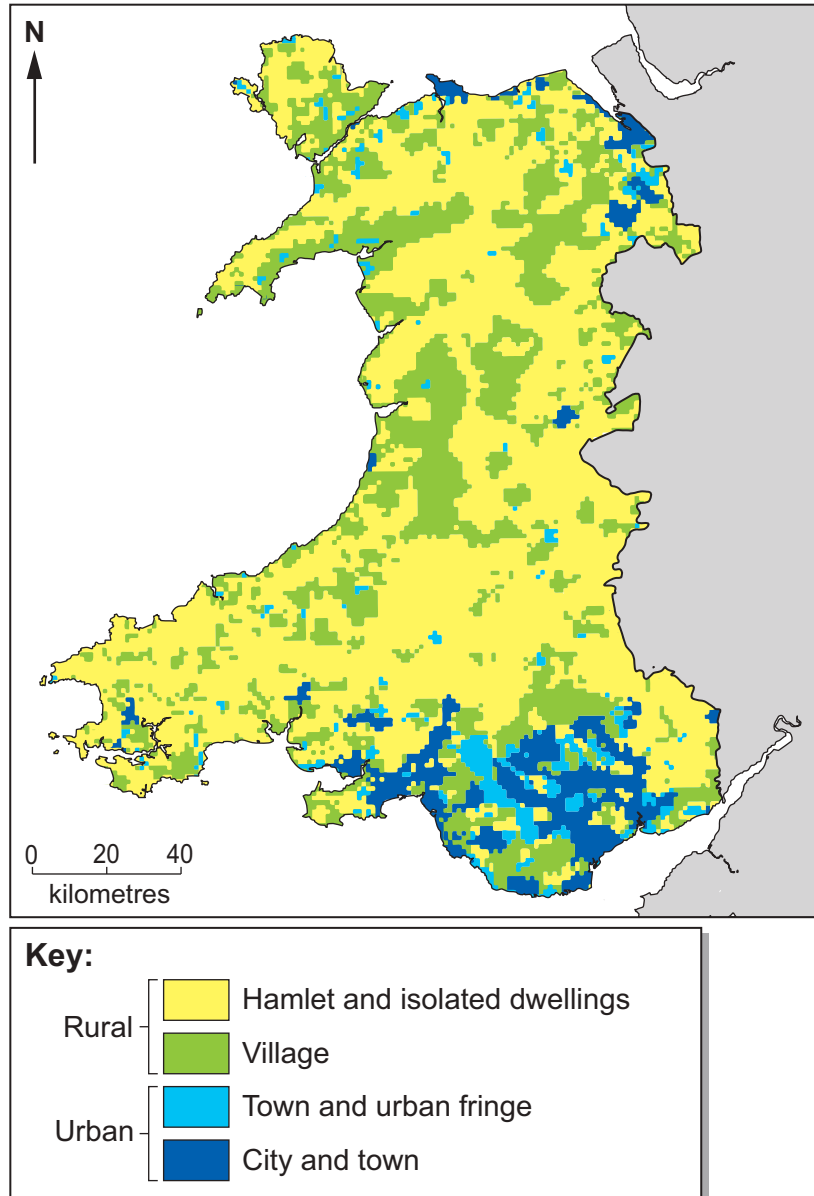 N
0 20 40
kilometres
Key:
Rural
Hamlet and isolated dwellings
Village
Urban
Town and urban fringe
City and town